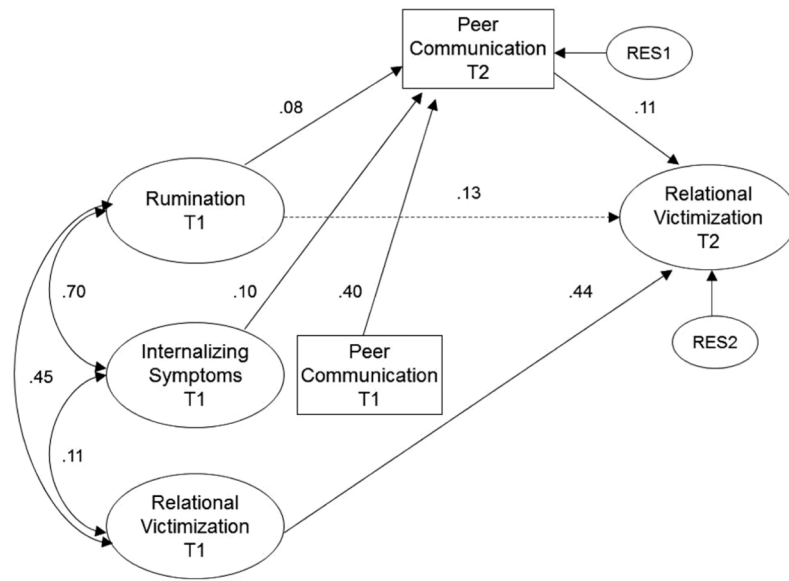 Peer
Communication
T2
RES1
.08
.11
Rumination
T1
.13
Relational
Victimization
T2
.70
.10
.40
.44
RES2
Internalizing
Symptoms
T1
Peer
Communication
T1
.45
.11
Relational
Victimization
T1